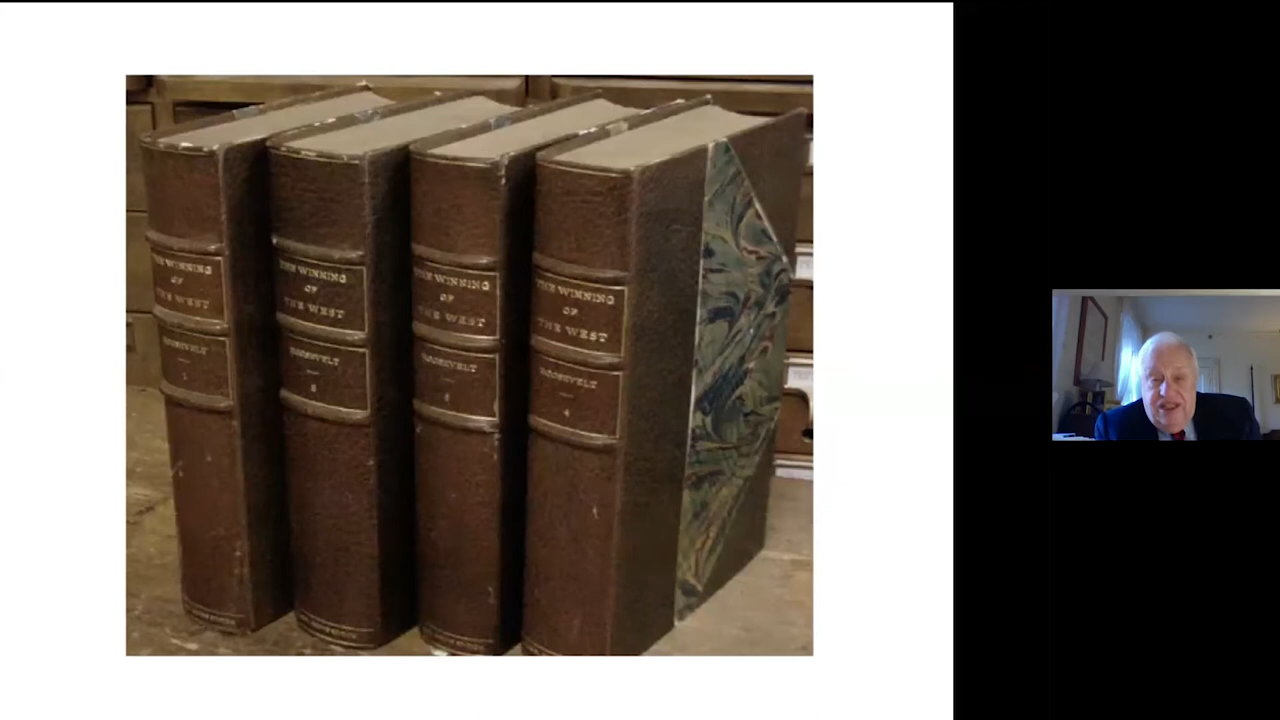 THE WINNING
OF
THE WEST
ROOSEVELT
THE WINNING
OF
THE WEST
ROOSEVELT
THE WINNING
OF
THE WEST
ROOSEVELT
THE WINNING
OF
THE WEST
ROOSEVELT
4